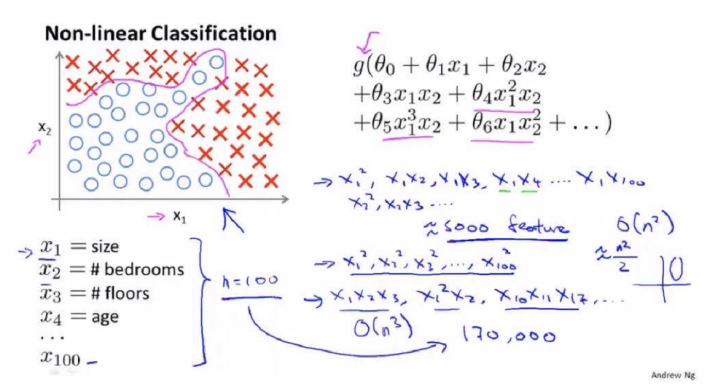 Non-linear Classification
x₂
x₁
g(θ₀ + θ₁x₁ + θ₂x₂
+θ₃x₁x₂ + θ₄x₁²x₂
+θ₅x₁³x₂ + θ₆x₁x₂² + ...)
→ x₁², x₁x₂, x₁x₃, x₁x₄ .... x₁x₁₀₀
x₂², x₂x₃ ....
≈ 5000 feature
O(n²)
≈ n²/2
→ x₁², x₂², x₃², ..., x₁₀₀²
→ x₁x₂x₃, x₁²x₂, x₁₀x₁₁x₁₇, ...
O(n³)
170,000
→ x₁ = size
x₂ = # bedrooms
x₃ = # floors
x₄ = age
...
x₁₀₀
n=100
Andrew Ng